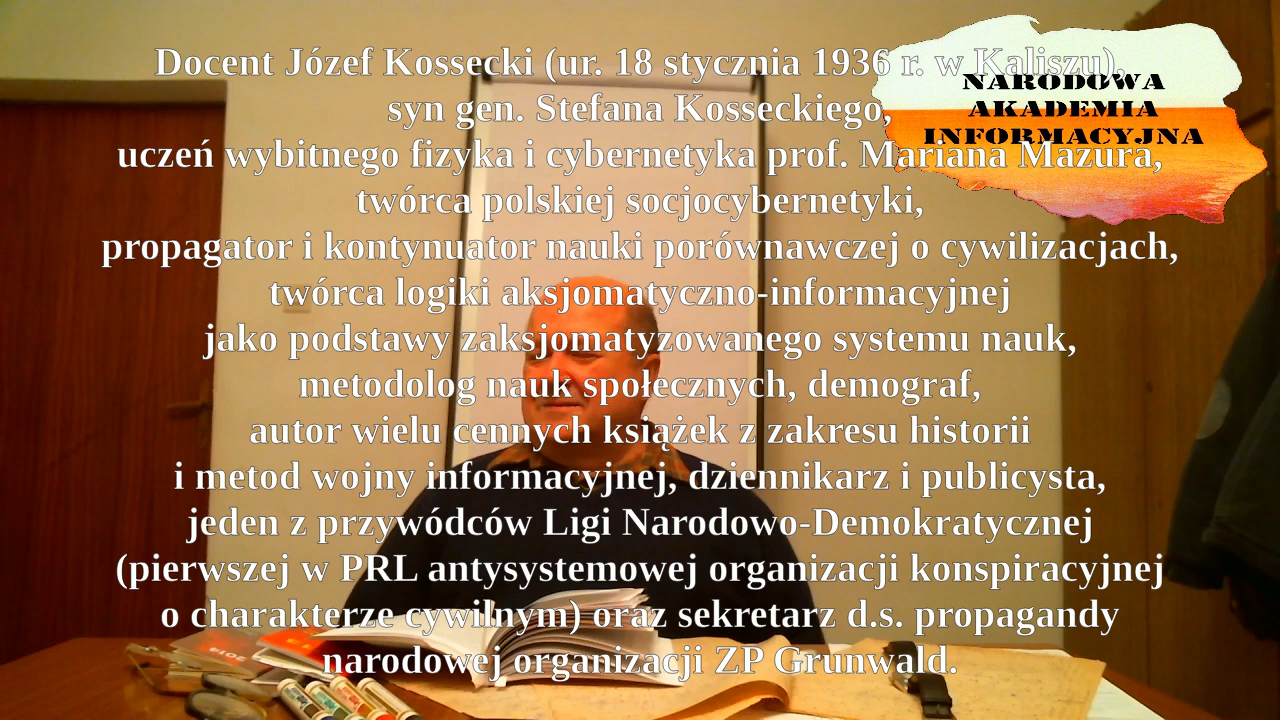 Docent Józef Kossecki (ur. 18 stycznia 1936 r. w Kaliszu),
syn gen. Stefana Kosseckiego,
uczeń wybitnego fizyka i cybernetyka prof. Mariana Mazura,
twórca polskiej socjocybernetyki,
propagator i kontynuator nauki porównawczej o cywilizacjach,
twórca logiki aksjomatyczno-informacyjnej
jako podstawy zaksjomatyzowanego systemu nauk,
metodolog nauk społecznych, demograf,
autor wielu cennych książek z zakresu historii
i metod wojny informacyjnej, dziennikarz i publicysta,
jeden z przywódców Ligi Narodowo-Demokratycznej
(pierwszej w PRL antysystemowej organizacji konspiracyjnej
o charakterze cywilnym) oraz sekretarz d.s. propagandy
narodowej organizacji ZP Grunwald.
NARODOWA
AKADEMIA
INFORMACYJNA
2014